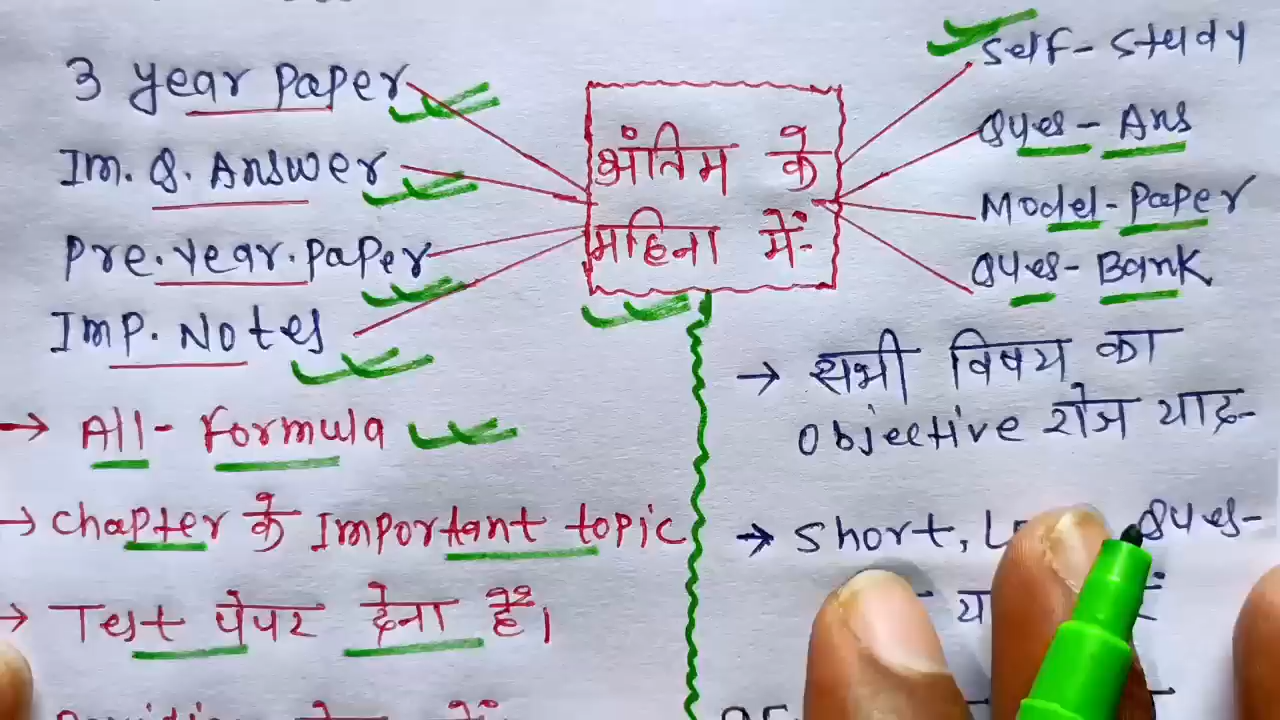 3 Year Paper
Im. Q. Answer
Pre. Year. Paper
Imp. Notes
अंतिम के
महिना में-
Self-Study
Ques-Ans
Model-Paper
Ques-Bank
→ All-Formula
→ Chapter के Important topic
→ Test पेपर देना है।
→ सभी विषय का
Objective रोज याद-
→ Short, Ques-